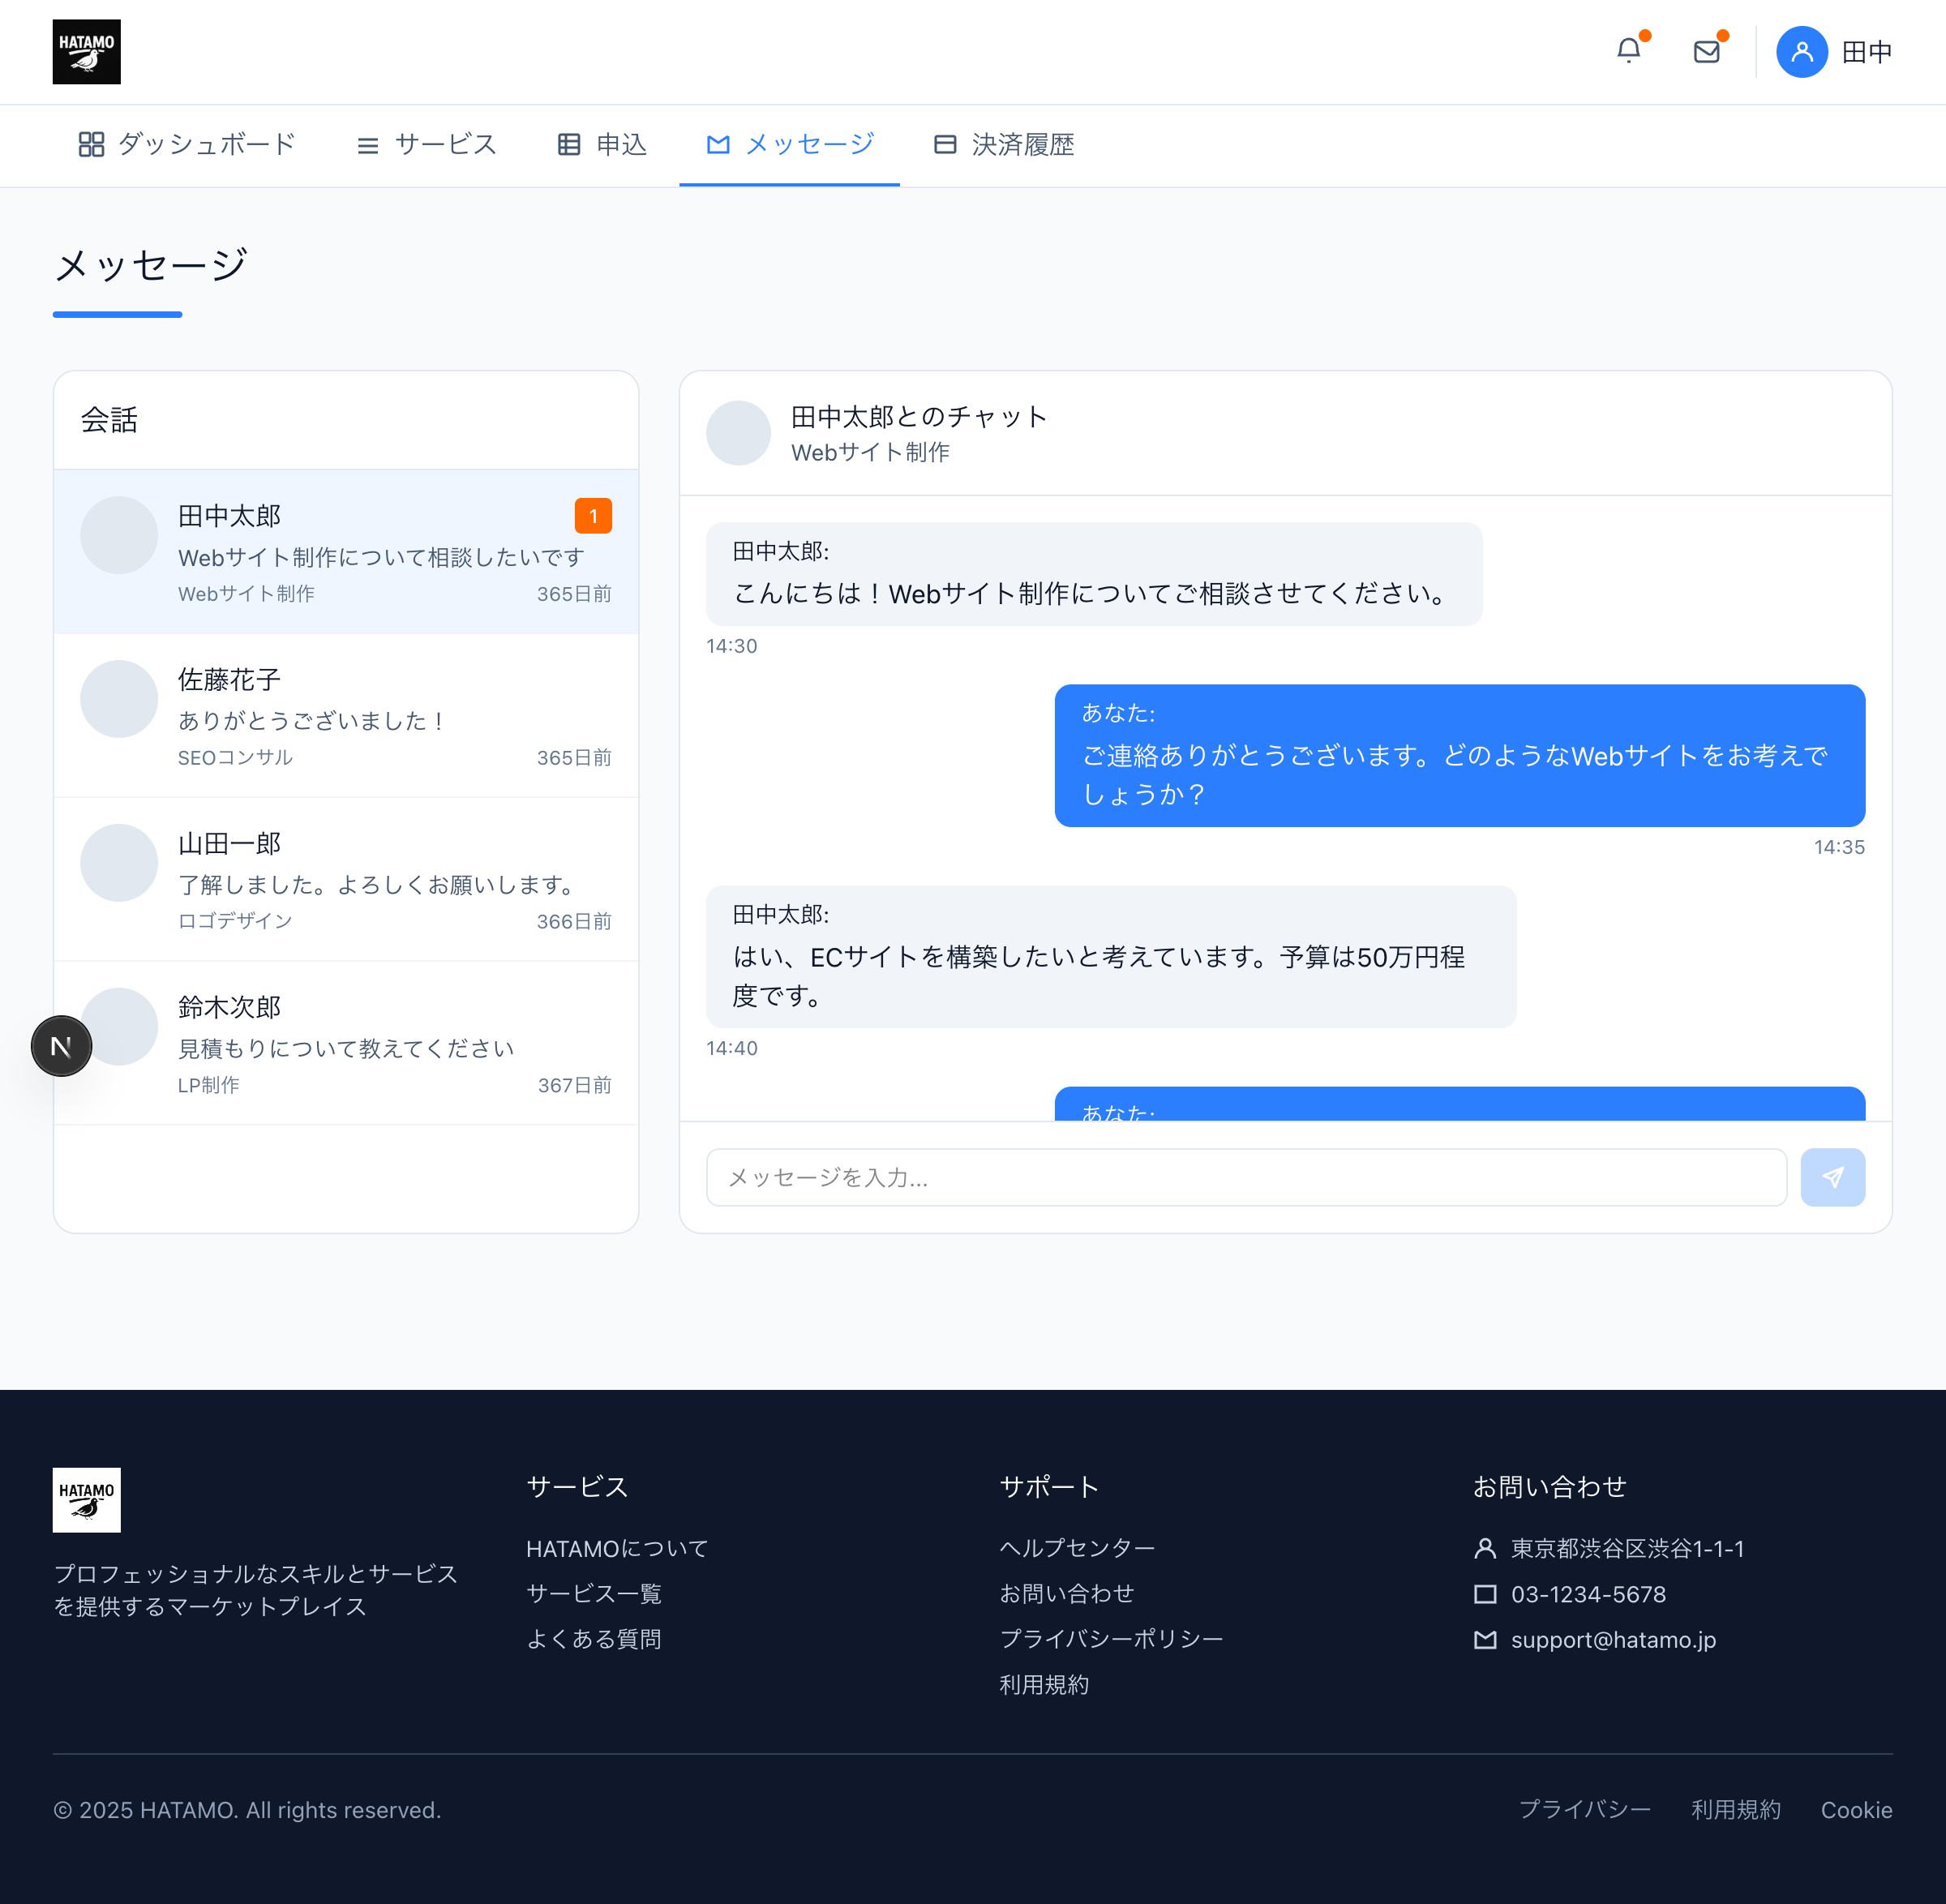 HATAMO
田中
ダッシュボード
サービス
申込
メッセージ
決済履歴
メッセージ
会話
田中太郎
1
Webサイト制作について相談したいです
Webサイト制作
365日前
佐藤花子
ありがとうございました！
SEOコンサル
365日前
山田一郎
了解しました。よろしくお願いします。
ロゴデザイン
366日前
鈴木次郎
見積もりについて教えてください
LP制作
367日前
N
田中太郎とのチャット
Webサイト制作
田中太郎:
こんにちは！Webサイト制作についてご相談させてください。
14:30
あなた:
ご連絡ありがとうございます。どのようなWebサイトをお考えで
しょうか？
14:35
田中太郎:
はい、ECサイトを構築したいと考えています。予算は50万円程
度です。
14:40
あなた:
メッセージを入力...
HATAMO
プロフェッショナルなスキルとサービス
を提供するマーケットプレイス
サービス
HATAMOについて
サービス一覧
よくある質問
サポート
ヘルプセンター
お問い合わせ
プライバシーポリシー
利用規約
お問い合わせ
東京都渋谷区渋谷1-1-1
03-1234-5678
support@hatamo.jp
© 2025 HATAMO. All rights reserved.
プライバシー
利用規約
Cookie